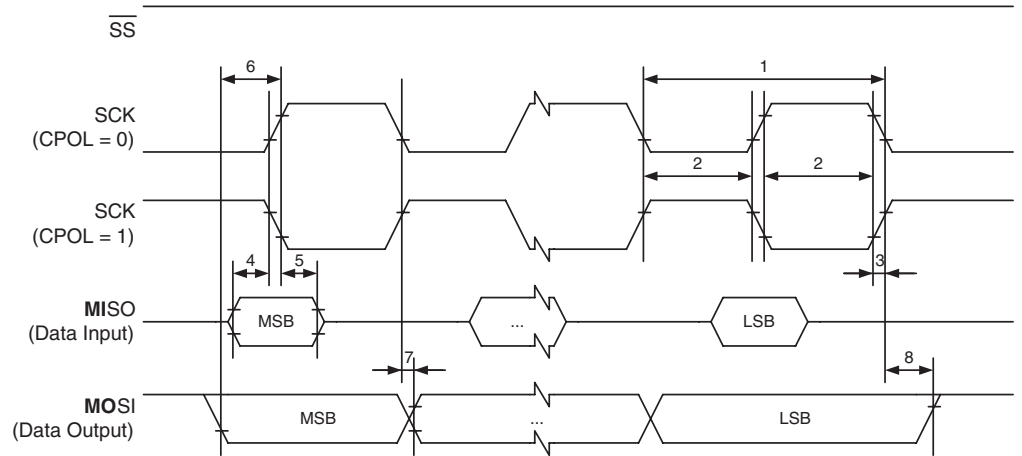 SS
6
1
SCK
(CPOL = 0)
2
2
SCK
(CPOL = 1)
4
5
3
MISO
(Data Input)
MSB
...
LSB
7
8
MOSI
(Data Output)
MSB
...
LSB